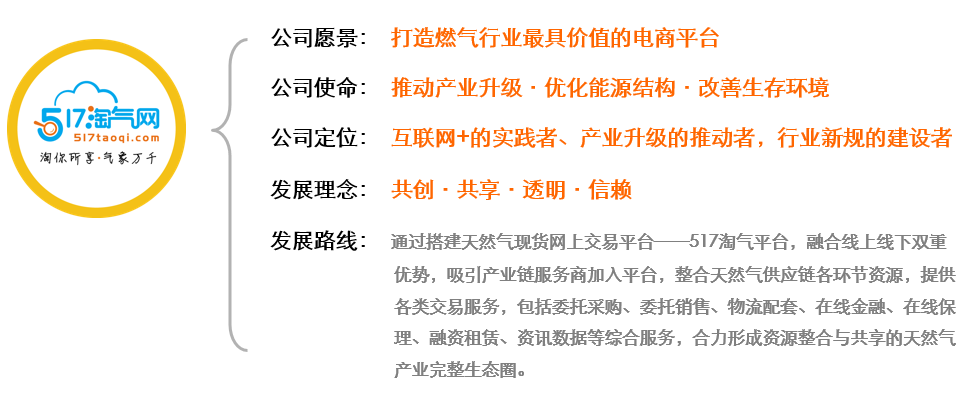 517淘气网
517taoqi.com
淘你所享·气象万千
公司愿景： 打造燃气行业最具价值的电商平台
公司使命： 推动产业升级·优化能源结构·改善生存环境
公司定位： 互联网+的实践者、产业升级的推动者，行业新规的建设者
发展理念： 共创·共享·透明·信赖
发展路线： 通过搭建天然气现货网上交易平台——517淘气平台，融合线上线下双重
优势，吸引产业链服务商加入平台，整合天然气供应链各环节资源，提供
各类交易服务，包括委托采购、委托销售、物流配套、在线金融、在线保
理、融资租赁、资讯数据等综合服务，合力形成资源整合与共享的天然气
产业完整生态圈。